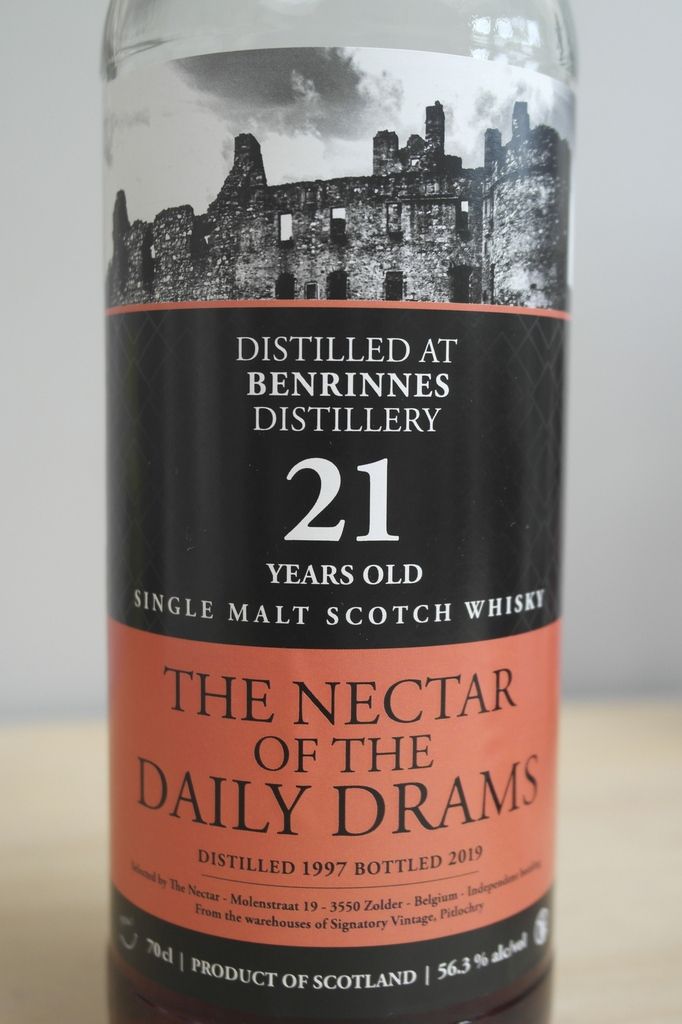 DISTILLED AT
BENRINNES
DISTILLERY
21
YEARS OLD
SINGLE MALT SCOTCH WHISKY
THE NECTAR
OF THE
DAILY DRAMS
DISTILLED 1997 BOTTLED 2019
Selected by The Nectar - Molenstraat 19 - 3550 Zolder - Belgium - Independent bottling
From the warehouses of Signatory Vintage, Pitlochry
70cl | PRODUCT OF SCOTLAND | 56.3 % alc/vol